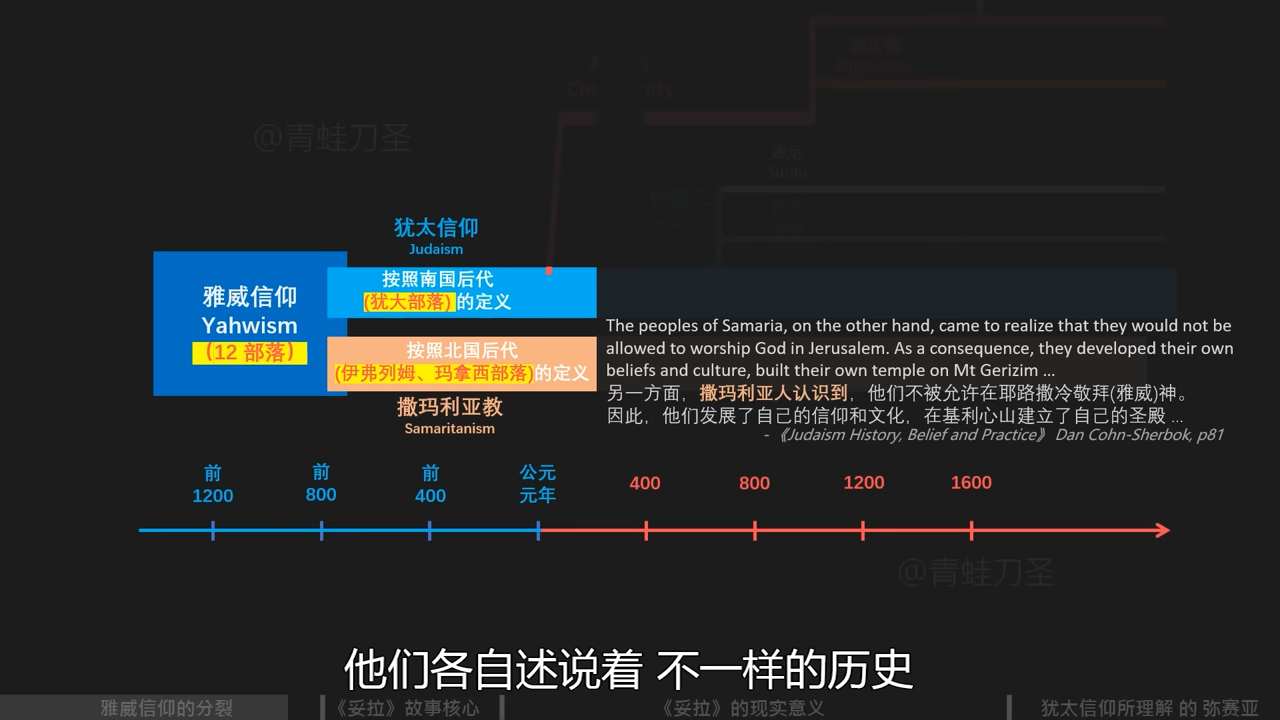 @青蛙刀圣
犹太信仰
Judaism
雅威信仰
Yahwism
(12 部落)
按照南国后代
(犹大部落) 的定义
按照北国后代
(伊弗列姆、玛拿西部落)的定义
撒玛利亚教
Samaritanism
The peoples of Samaria, on the other hand, came to realize that they would not be
allowed to worship God in Jerusalem. As a consequence, they developed their own
beliefs and culture, built their own temple on Mt Gerizim ...
另一方面，撒玛利亚人认识到，他们不被允许在耶路撒冷敬拜(雅威)神。
因此，他们发展了自己的信仰和文化，在基利心山建立了自己的圣殿 ...
- 《Judaism History, Belief and Practice》 Dan Cohn-Sherbok, p81
前
1200
前
800
前
400
公元
元年
400
800
1200
1600
@青蛙刀圣
他们各自述说着 不一样的历史
雅威信仰的分裂
《妥拉》故事核心
《妥拉》的现实意义
犹太信仰所理解 的 弥赛亚